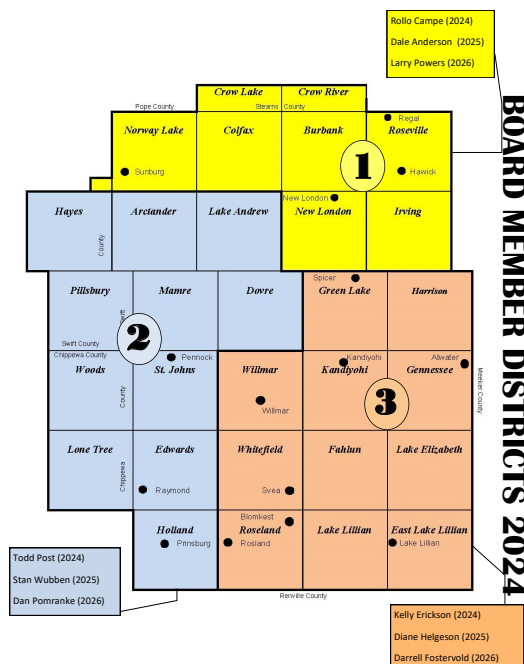 Rollo Campe (2024)
Dale Anderson (2025)
Larry Powers (2026)
BOARD MEMBER DISTRICTS 2024
Crow Lake
Crow River
Pope County
Stearns County
Regal
Norway Lake
Colfax
Burbank
Roseville
1
Sunburg
Hawick
New London
Hayes
Arctander
Lake Andrew
New London
Irving
County
Spicer
Pillsbury
Mamre
Dovre
Green Lake
Harrison
Swift
2
Swift County
Chippewa County
Pennock
Kandiyohi
Atwater
Woods
St. Johns
Willmar
Kandiyohi
Gennessee
Meeker County
County
3
Willmar
Lone Tree
Edwards
Whitefield
Fahlun
Lake Elizabeth
Chippewa
Raymond
Svea
Blomkest
Holland
Roseland
Lake Lillian
East Lake Lillian
Prinsburg
Rosland
Lake Lillian
Todd Post (2024)
Stan Wubben (2025)
Dan Pomranke (2026)
Renville County
Kelly Erickson (2024)
Diane Helgeson (2025)
Darrell Fostervold (2026)